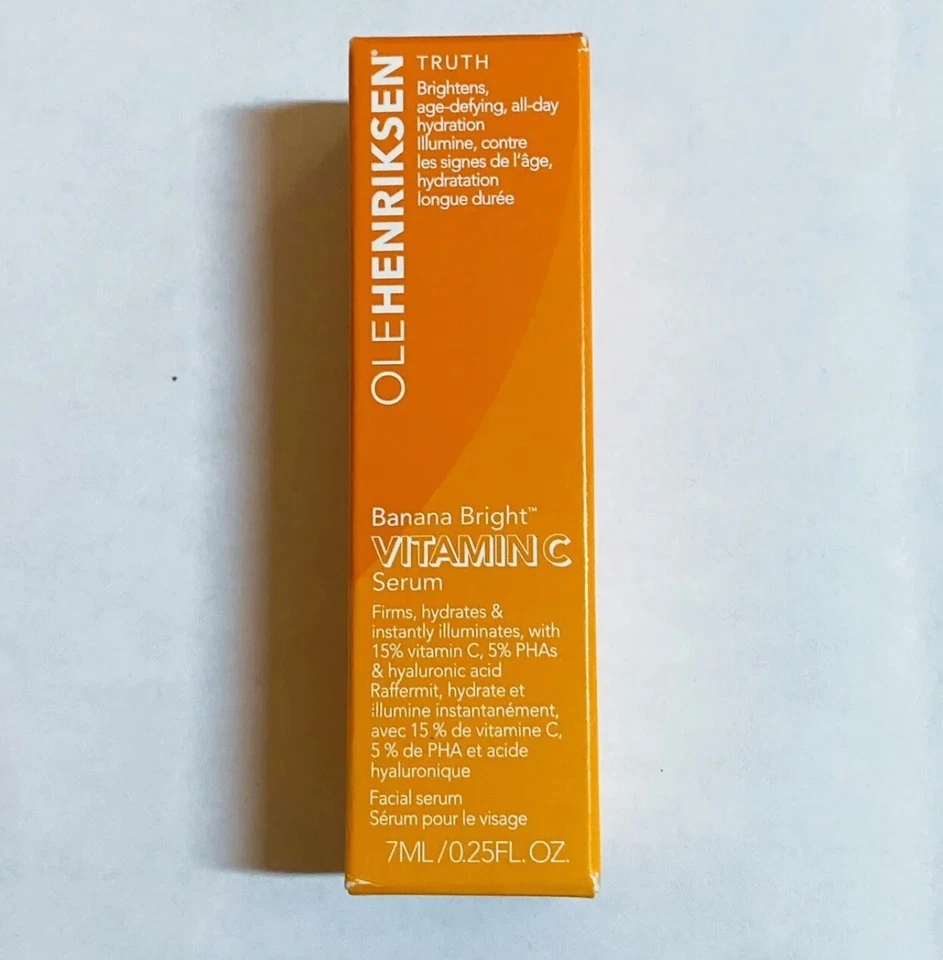 OLEHENRIKSEN®
TRUTH
Brightens,
age-defying, all-day
hydration
Illumine, contre
les signes de l'âge,
hydratation
longue durée
Banana Bright™
VITAMIN C
Serum
Firms, hydrates &
instantly illuminates, with
15% vitamin C, 5% PHAs
& hyaluronic acid
Raffermit, hydrate et
illumine instantanément,
avec 15 % de vitamine C,
5 % de PHA et acide
hyaluronique
Facial serum
Sérum pour le visage
7ML/0.25FL. OZ.